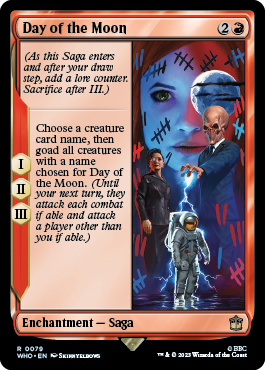 Day of the Moon 2R
(As this Saga enters
and after your draw
step, add a lore counter.
Sacrifice after III.)
I
II
III
Choose a creature
card name, then
goad all creatures
with a name
chosen for Day of
the Moon. (Until
your next turn, they
attack each combat
if able and attack
a player other than
you if able.)
Enchantment — Saga
R 0079
WHO • EN SKINNYELBOWS
©BBC
™ & © 2023 Wizards of the Coast